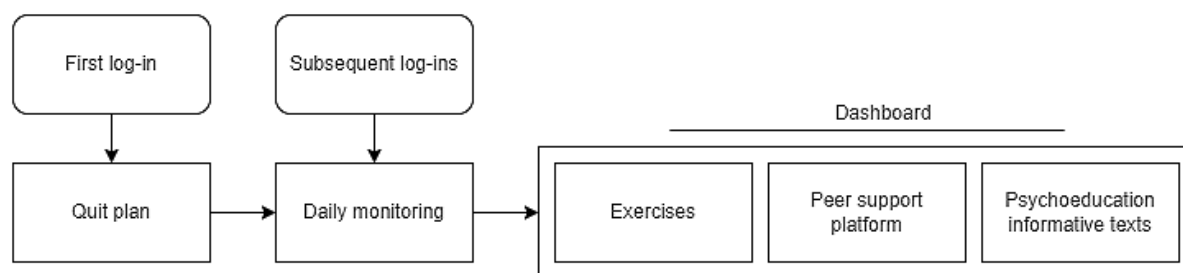 First log-in
Subsequent log-ins
Dashboard
Quit plan
Daily monitoring
Exercises
Peer support
platform
Psychoeducation
informative texts